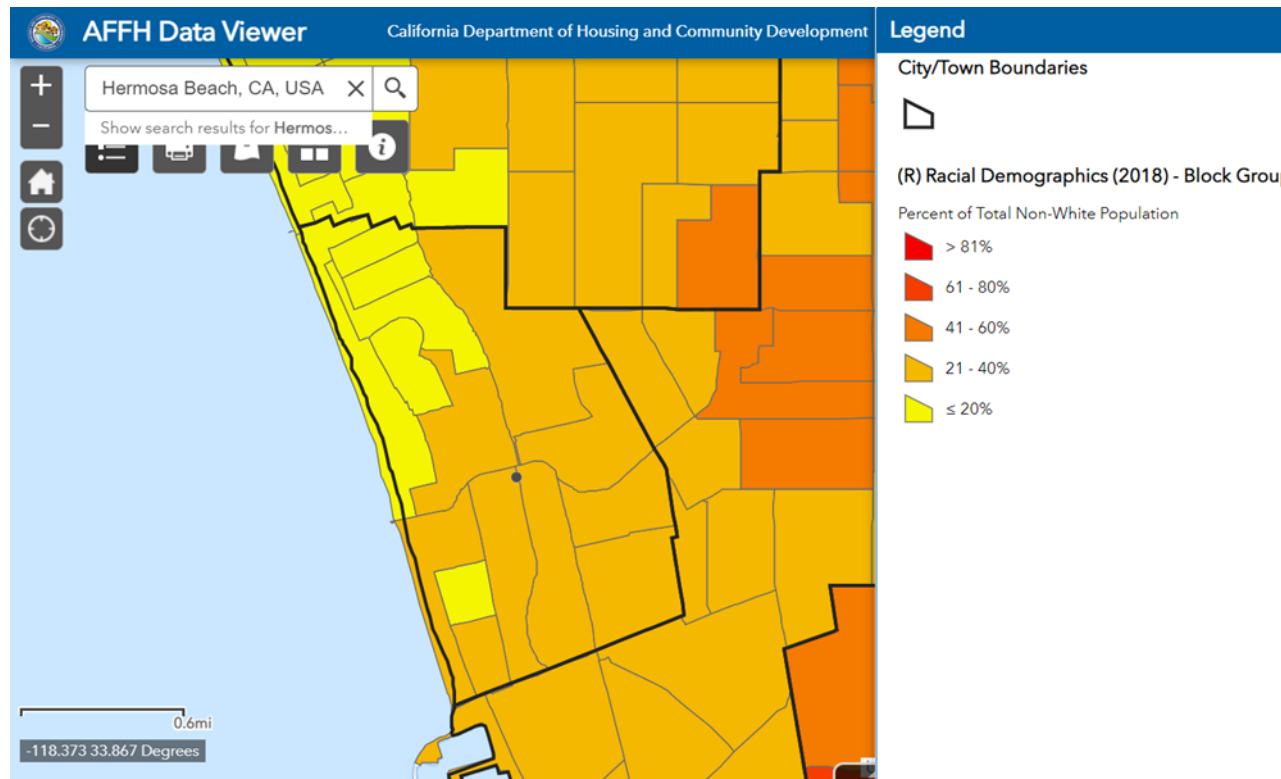 AFFH Data Viewer
California Department of Housing and Community Development
Legend
+
Hermosa Beach, CA, USA
Show search results for Hermos...
−
City/Town Boundaries
(R) Racial Demographics (2018) - Block Grou
Percent of Total Non-White Population
> 81%
61 - 80%
41 - 60%
21 - 40%
≤ 20%
0.6mi
-118.373 33.867 Degrees